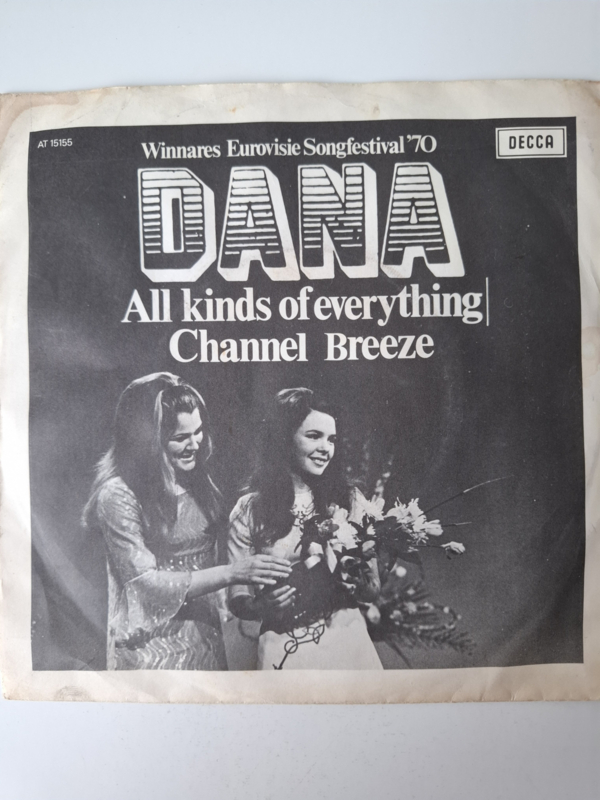 AT 15155
Winnares Eurovisie Songfestival '70
DECCA
DANA
All kinds of everything|
Channel Breeze